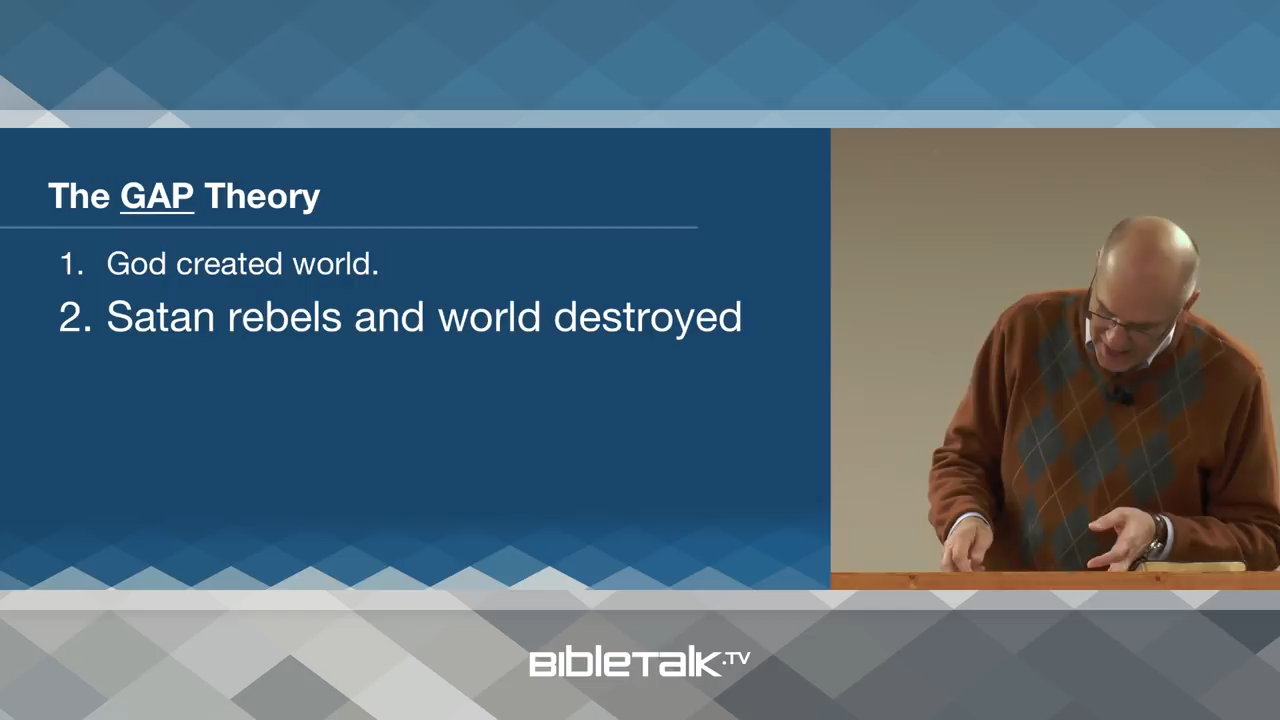 The GAP Theory
1. God created world.
2. Satan rebels and world destroyed
BIBLETALK.TV